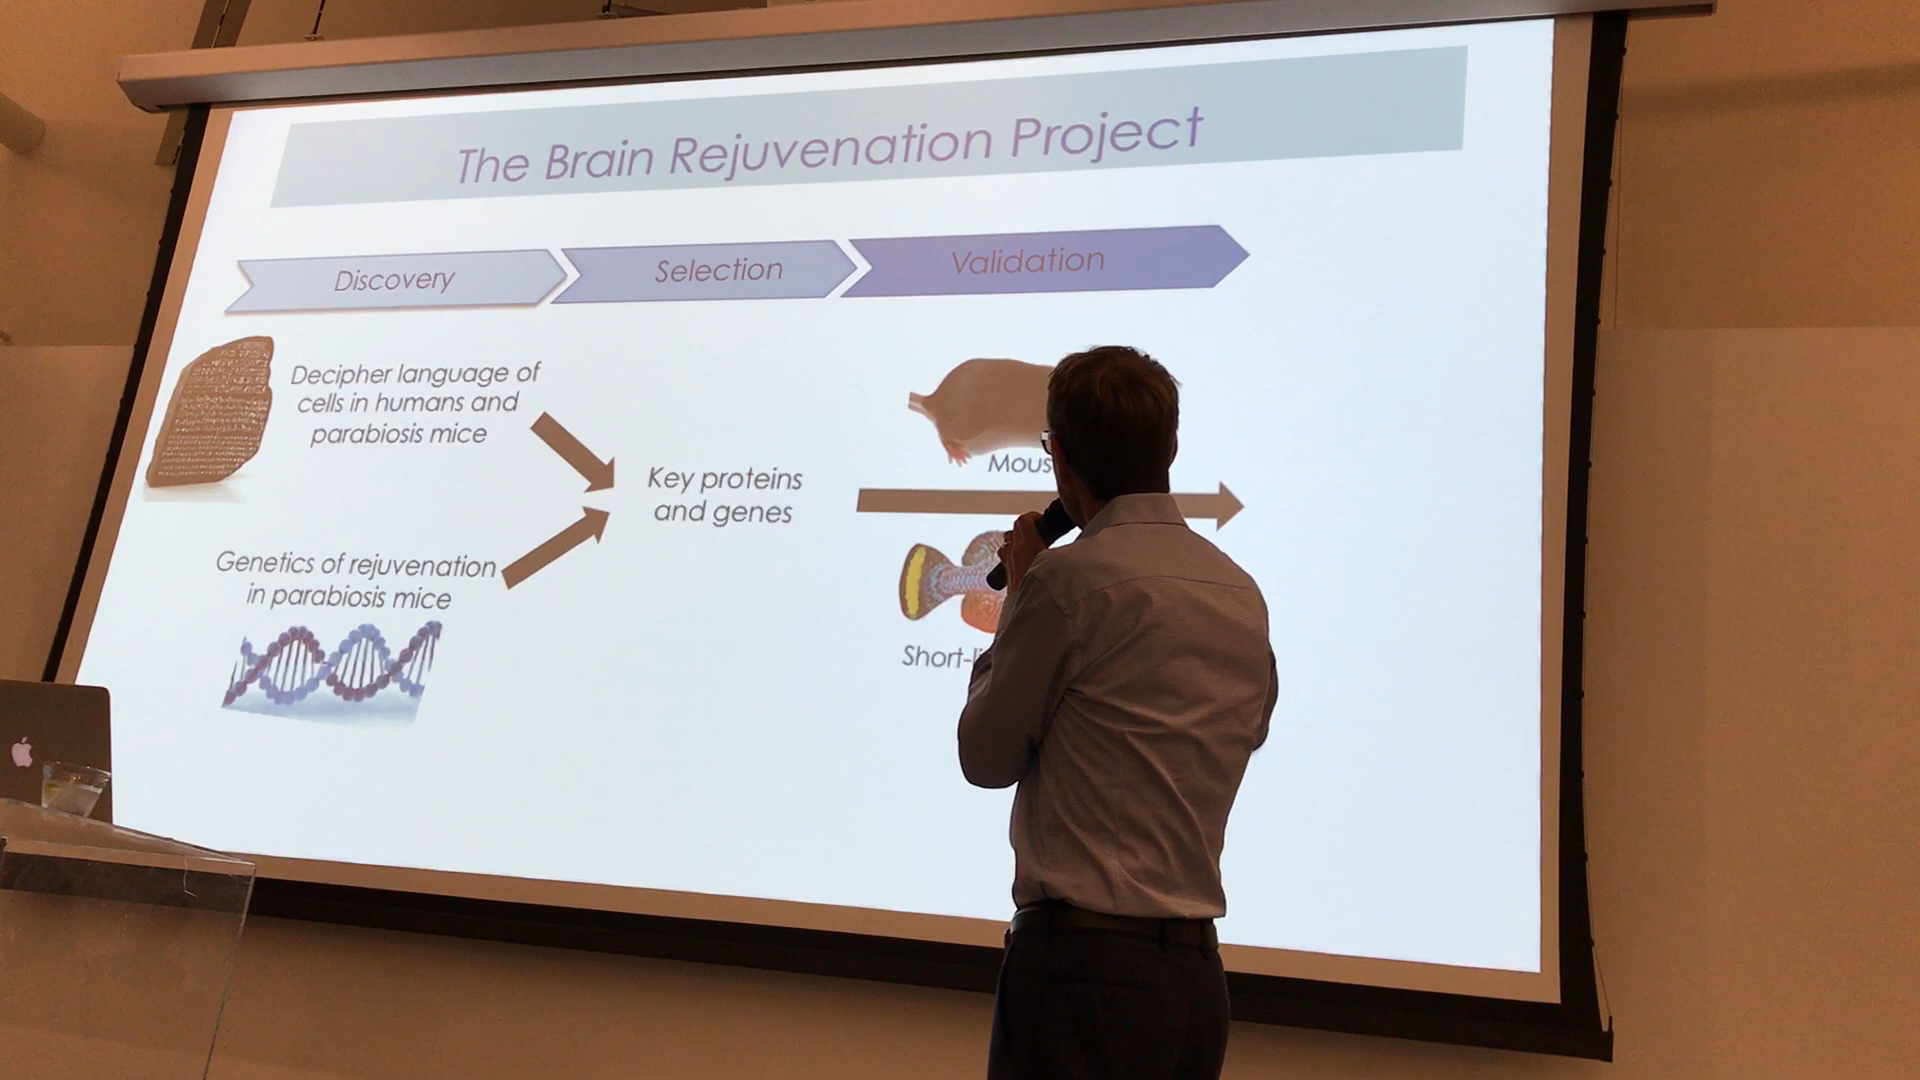 The Brain Rejuvenation Project
Discovery
Selection
Validation
Decipher language of
cells in humans and
parabiosis mice
Genetics of rejuvenation
in parabiosis mice
Key proteins
and genes